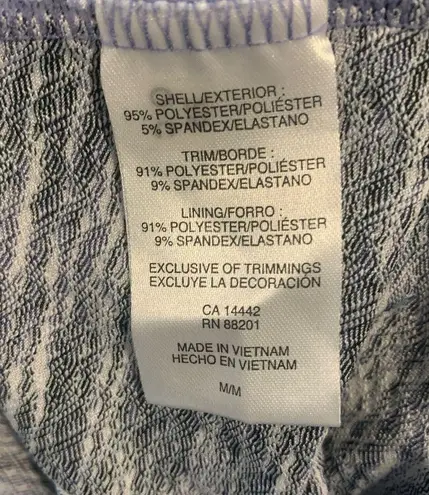 SHELL/EXTERIOR :
95% POLYESTER/POLIÉSTER
5% SPANDEX/ELASTANO
TRIM/BORDE :
91% POLYESTER/POLIÉSTER
9% SPANDEX/ELASTANO
LINING/FORRO :
91% POLYESTER/POLIÉSTER
9% SPANDEX/ELASTANO
EXCLUSIVE OF TRIMMINGS
EXCLUYE LA DECORACIÓN
CA 14442
RN 88201
MADE IN VIETNAM
HECHO EN VIETNAM
M/M